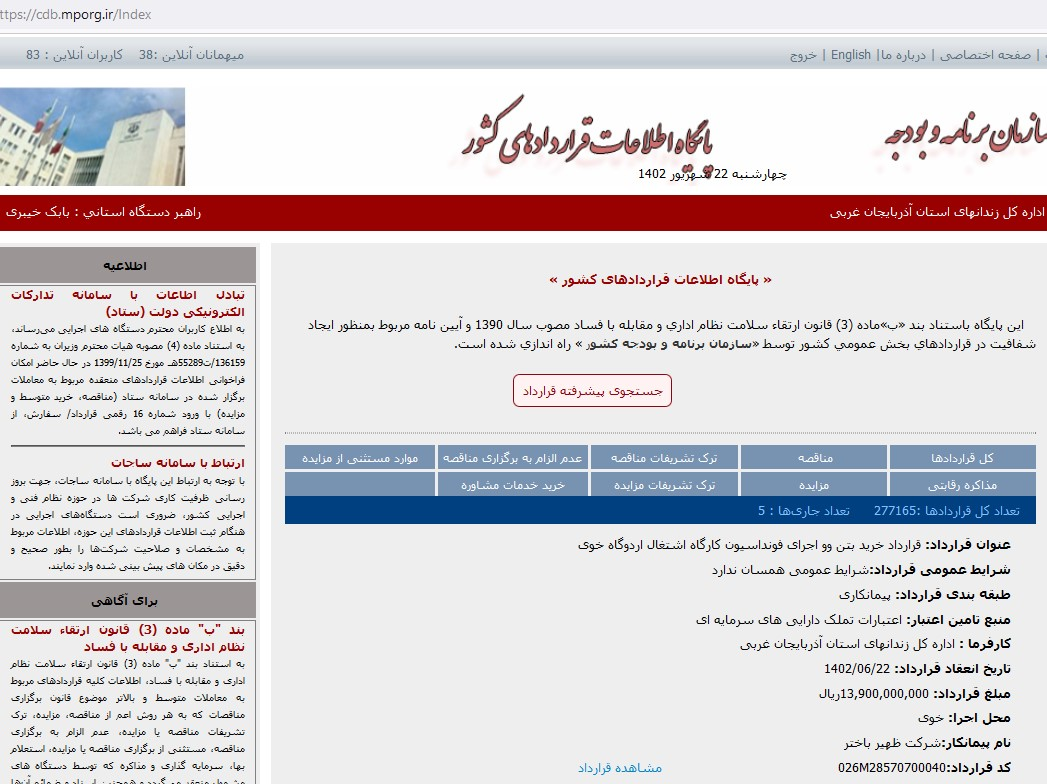 ttps://cdb.mporg.ir/Index
| صفحه اختصاصی | درباره ما| English | خروج
میهمانان آنلاین :38 کاربران آنلاین : 83
سازمان برنامه و بودجه
پایگاه اطلاعات قراردادهای کشور
چهارشنبه 22 شهریور 1402
اداره کل زندانهای استان آذربایجان غربی
راهبر دستگاه استاني : بابک خیبری
« پایگاه اطلاعات قراردادهای کشور »
این پایگاه باستناد بند «ب»ماده (3) قانون ارتقاء سلامت نظام اداري و مقابله با فساد مصوب سال 1390 و آیین نامه مربوط بمنظور ایجاد
شفافیت در قراردادهاي بخش عمومي کشور توسط «سازمان برنامه و بودجه کشور » راه اندازي شده است.
جستجوی پیشرفته قرارداد
کل قراردادها
مناقصه
ترک تشریفات مناقصه
عدم الزام به برگزاری مناقصه
موارد مستثنی از مزایده
مذاکره رقابتی
مزایده
ترک تشریفات مزایده
خرید خدمات مشاوره
تعداد کل قراردادها :277165 تعداد جاری‌ها : 5
عنوان قرارداد: قرارداد خرید بتن وو اجرای فونداسیون کارگاه اشتغال اردوگاه خوی
شرایط عمومی قرارداد:شرایط عمومی همسان ندارد
طبقه بندی قرارداد: پیمانکاری
منبع تامین اعتبار: اعتبارات تملک دارایی های سرمایه ای
کارفرما : اداره کل زندانهای استان آذربایجان غربی
تاریخ انعقاد قرارداد: 1402/06/22
مبلغ قرارداد: 13,900,000,000ریال
محل اجرا: خوی
نام پیمانکار:شرکت ظهیر باختر
کد قرارداد:026M28570700040
مشاهده قرارداد
اطلاعیه
تبادل اطاعات با سامانه تدارکات
الکترونیکی دولت (ستاد)
به اطلاع کاربران محترم دستگاه های اجرایی می‌رساند،
به استناد ماده (4) مصوبه هیات محترم وزیران به شماره
136159/ت55289هـ مورخ 1399/11/25 در حال حاضر امکان
فراخوانی اطلاعات قراردادهای منعقده مربوط به معاملات
برگزار شده در سامانه ستاد (مناقصه، خرید متوسط و
مزایده) با ورود شماره 16 رقمی قرارداد/ سفارش، از
سامانه ستاد فراهم می باشد.
ارتباط با سامانه ساجات
با توجه به ارتباط این پایگاه با سامانه ساجات، جهت بروز
رسانی ظرفیت کاری شرکت ها در حوزه نظام فنی و
اجرایی کشور، ضروری است دستگاه‌های اجرایی در
هنگام ثبت اطلاعات قراردادهای این حوزه، اطلاعات مربوط
به مشخصات و صلاحیت شرکت‌ها را بطور صحیح و
دقیق در مکان های پیش بینی شده وارد نمایند.
برای آگاهی
بند "ب" ماده (3) قانون ارتقاء سلامت
نظام اداری و مقابله با فساد
به استناد بند "ب" ماده (3) قانون ارتقاء سلامت نظام
اداری و مقابله با فساد، اطلاعات کلیه قراردادهای مربوط
به معاملات متوسط و بالاتر موضوع قانون برگزاری
مناقصات که به هر روش اعم از مناقصه، مزایده، ترک
تشریفات مناقصه یا مزایده، عدم الزام به برگزاری
مناقصه، مستثنی از برگزاری مناقصه یا مزایده، استعلام
بها، سرمایه گذاری و مذاکره که توسط دستگاه های